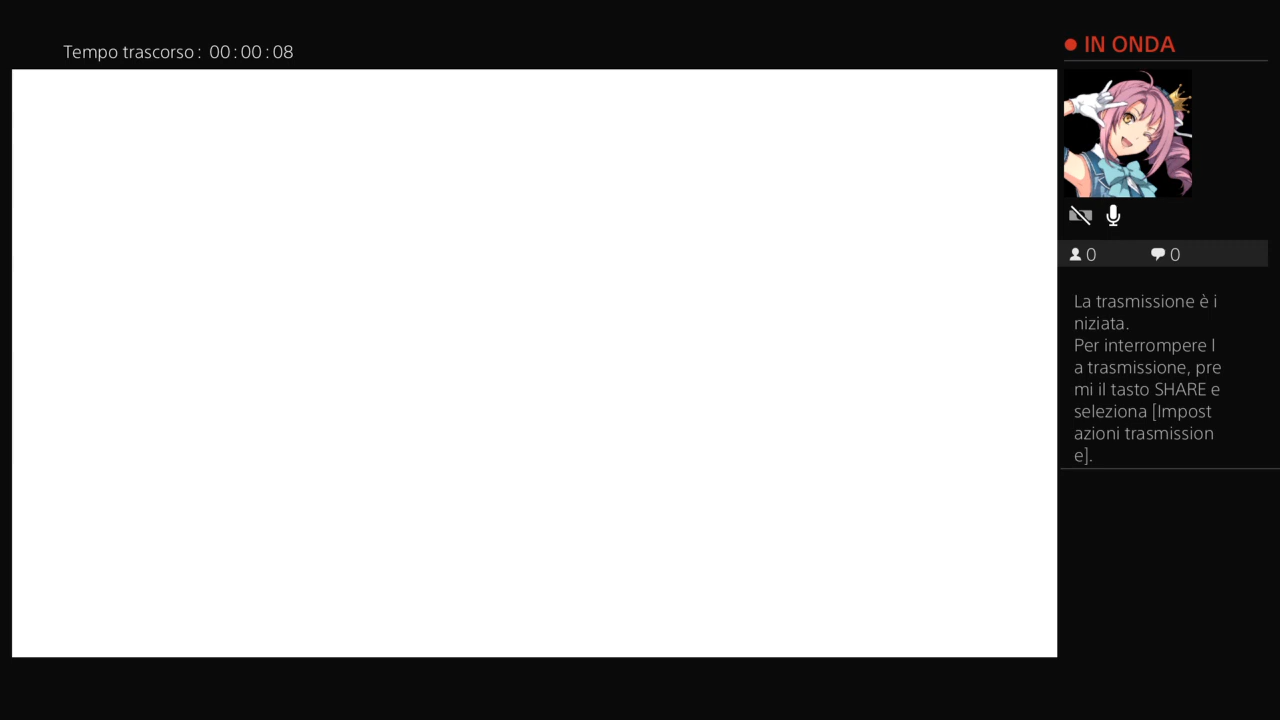 Tempo trascorso : 00 : 00 : 08
IN ONDA
0 0
La trasmissione è i
niziata.
Per interrompere l
a trasmissione, pre
mi il tasto SHARE e
seleziona [Impost
azioni trasmission
e].